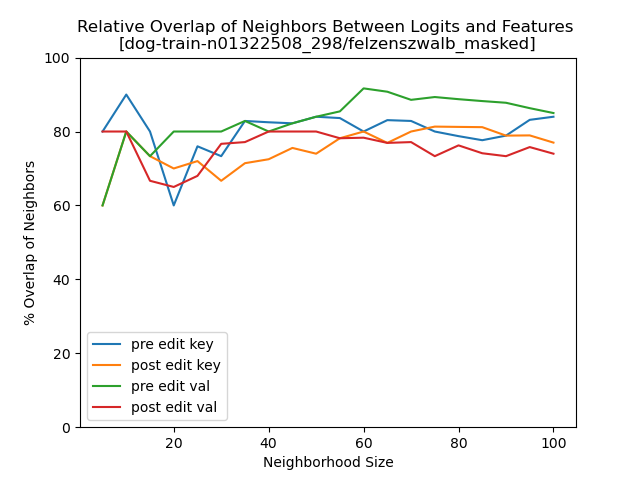 Relative Overlap of Neighbors Between Logits and Features
[dog-train-n01322508_298/felzenszwalb_masked]
100
80
60
40
20
0
% Overlap of Neighbors
pre edit key
post edit key
pre edit val
post edit val
20
40
60
80
100
Neighborhood Size